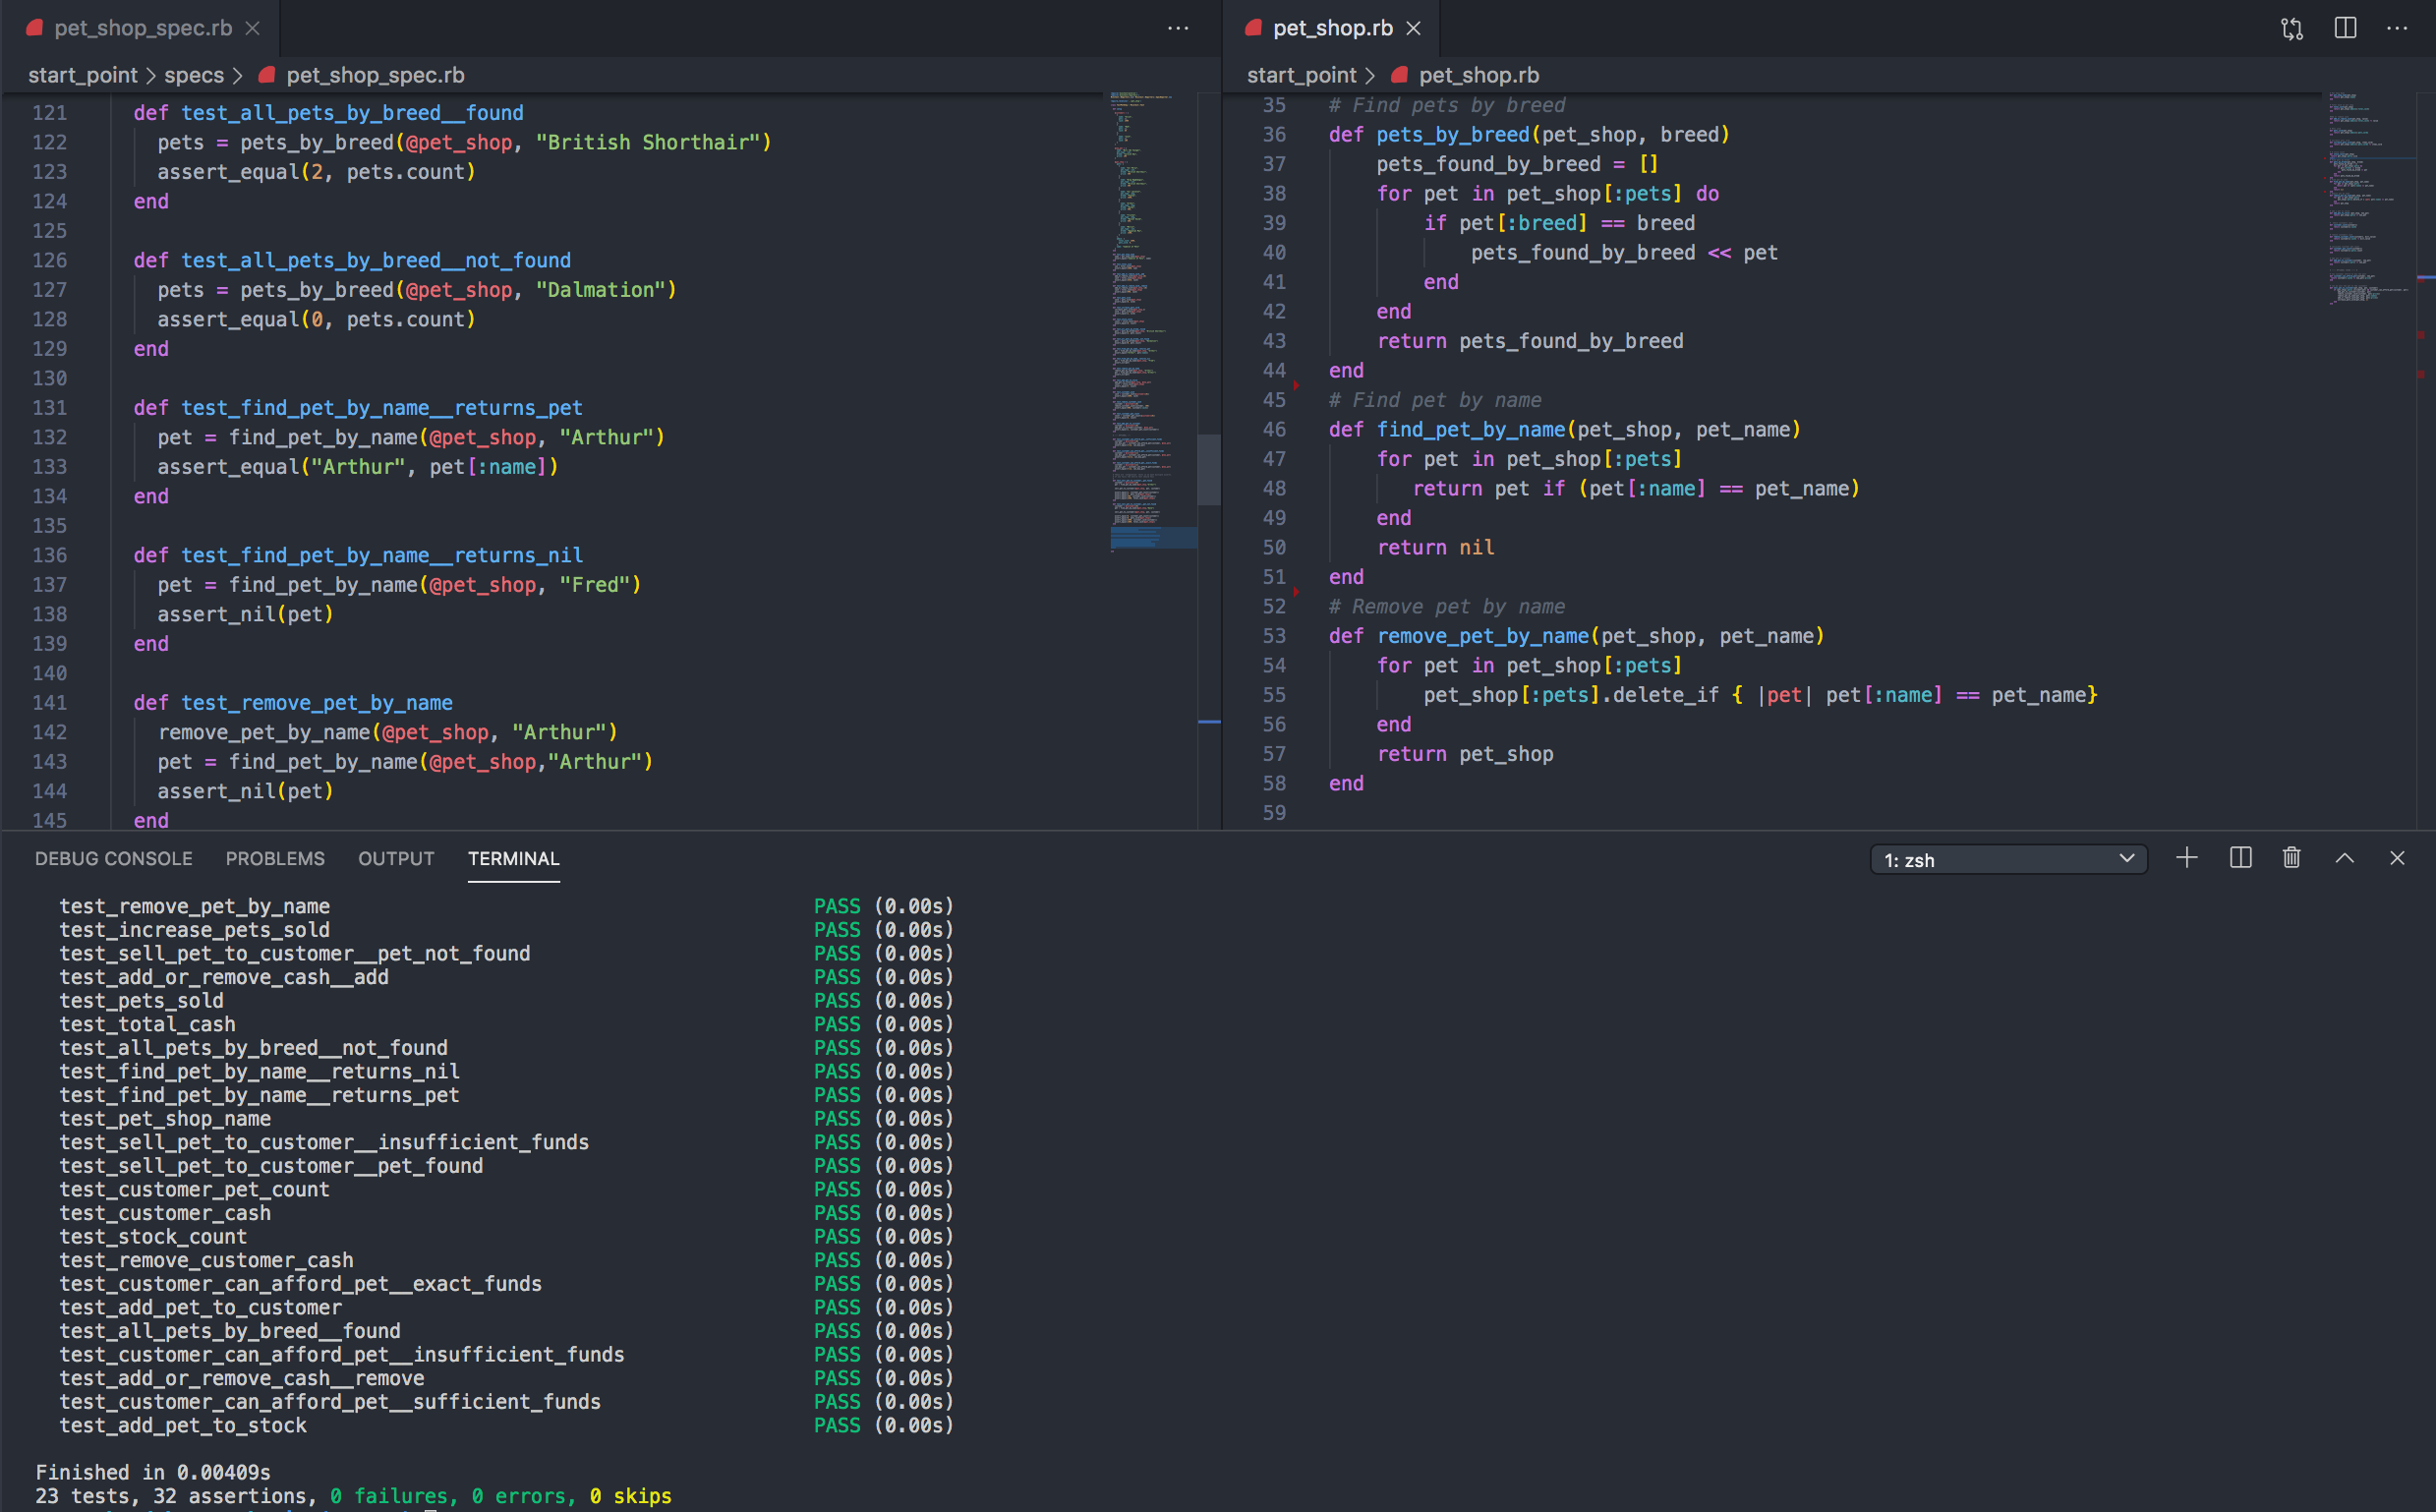 pet_shop_spec.rb
start_point > specs > pet_shop_spec.rb
121 def test_all_pets_by_breed__found
122 pets = pets_by_breed(@pet_shop, "British Shorthair")
123 assert_equal(2, pets.count)
124 end
125
126 def test_all_pets_by_breed__not_found
127 pets = pets_by_breed(@pet_shop, "Dalmation")
128 assert_equal(0, pets.count)
129 end
130
131 def test_find_pet_by_name__returns_pet
132 pet = find_pet_by_name(@pet_shop, "Arthur")
133 assert_equal("Arthur", pet[:name])
134 end
135
136 def test_find_pet_by_name__returns_nil
137 pet = find_pet_by_name(@pet_shop, "Fred")
138 assert_nil(pet)
139 end
140
141 def test_remove_pet_by_name
142 remove_pet_by_name(@pet_shop, "Arthur")
143 pet = find_pet_by_name(@pet_shop,"Arthur")
144 assert_nil(pet)
145 end
pet_shop.rb
start_point > pet_shop.rb
35 # Find pets by breed
36 def pets_by_breed(pet_shop, breed)
37 pets_found_by_breed = []
38 for pet in pet_shop[:pets] do
39 if pet[:breed] == breed
40 pets_found_by_breed << pet
41 end
42 end
43 return pets_found_by_breed
44 end
45 # Find pet by name
46 def find_pet_by_name(pet_shop, pet_name)
47 for pet in pet_shop[:pets]
48 return pet if (pet[:name] == pet_name)
49 end
50 return nil
51 end
52 # Remove pet by name
53 def remove_pet_by_name(pet_shop, pet_name)
54 for pet in pet_shop[:pets]
55 pet_shop[:pets].delete_if { |pet| pet[:name] == pet_name}
56 end
57 return pet_shop
58 end
59
DEBUG CONSOLE PROBLEMS OUTPUT TERMINAL 1: zsh
test_remove_pet_by_name PASS (0.00s)
test_increase_pets_sold PASS (0.00s)
test_sell_pet_to_customer__pet_not_found PASS (0.00s)
test_add_or_remove_cash__add PASS (0.00s)
test_pets_sold PASS (0.00s)
test_total_cash PASS (0.00s)
test_all_pets_by_breed__not_found PASS (0.00s)
test_find_pet_by_name__returns_nil PASS (0.00s)
test_find_pet_by_name__returns_pet PASS (0.00s)
test_pet_shop_name PASS (0.00s)
test_sell_pet_to_customer__insufficient_funds PASS (0.00s)
test_sell_pet_to_customer__pet_found PASS (0.00s)
test_customer_pet_count PASS (0.00s)
test_customer_cash PASS (0.00s)
test_stock_count PASS (0.00s)
test_remove_customer_cash PASS (0.00s)
test_customer_can_afford_pet__exact_funds PASS (0.00s)
test_add_pet_to_customer PASS (0.00s)
test_all_pets_by_breed__found PASS (0.00s)
test_customer_can_afford_pet__insufficient_funds PASS (0.00s)
test_add_or_remove_cash__remove PASS (0.00s)
test_customer_can_afford_pet__sufficient_funds PASS (0.00s)
test_add_pet_to_stock PASS (0.00s)
Finished in 0.00409s
23 tests, 32 assertions, 0 failures, 0 errors, 0 skips